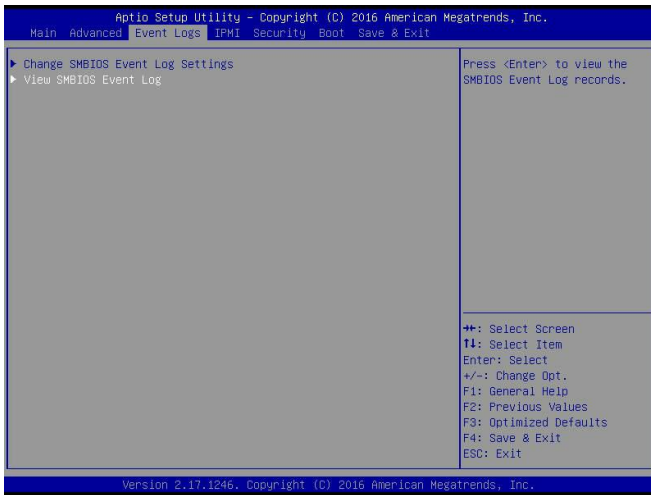 Aptio Setup Utility – Copyright (C) 2016 American Megatrends, Inc.
Main Advanced Event Logs IPMI Security Boot Save & Exit
▶ Change SMBIOS Event Log Settings
▶ View SMBIOS Event Log
Press <Enter> to view the
SMBIOS Event Log records.
→←: Select Screen
↑↓: Select Item
Enter: Select
+/-: Change Opt.
F1: General Help
F2: Previous Values
F3: Optimized Defaults
F4: Save & Exit
ESC: Exit
Version 2.17.1246. Copyright (C) 2016 American Megatrends, Inc.